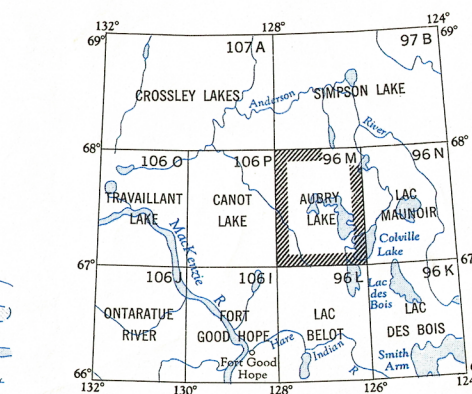 132°
128°
124°
69°
107 A
97 B
69°
CROSSLEY LAKES
Anderson
SIMPSON LAKE
River
68°
106 O
106 P
96 M
96 N
68°
TRAVAILLANT
LAKE
CANOT
LAKE
AUBRY
LAKE
LAC
MAUNOIR
MacKenzie
R
Colville
Lake
67°
106 J
106 I
96 L
96 K
67°
Lac
des
Bois
ONTARATUE
RIVER
FORT
GOOD HOPE
LAC
BELOT
LAC
DES BOIS
Hare
Indian
R
Fort Good
Hope
Smith
Arm
66°
132°
130°
128°
126°